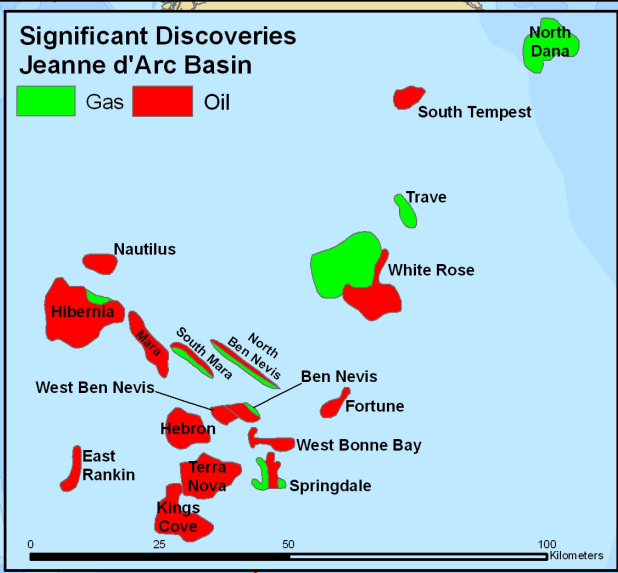 Significant Discoveries
Jeanne d'Arc Basin
Gas
Oil
North
Dana
South Tempest
Trave
Nautilus
White Rose
Hibernia
Mara
South Mara
North
Ben Nevis
Ben Nevis
West Ben Nevis
Fortune
Hebron
West Bonne Bay
East
Rankin
Terra
Nova
Springdale
Kings
Cove
0
25
50
100
Kilometers